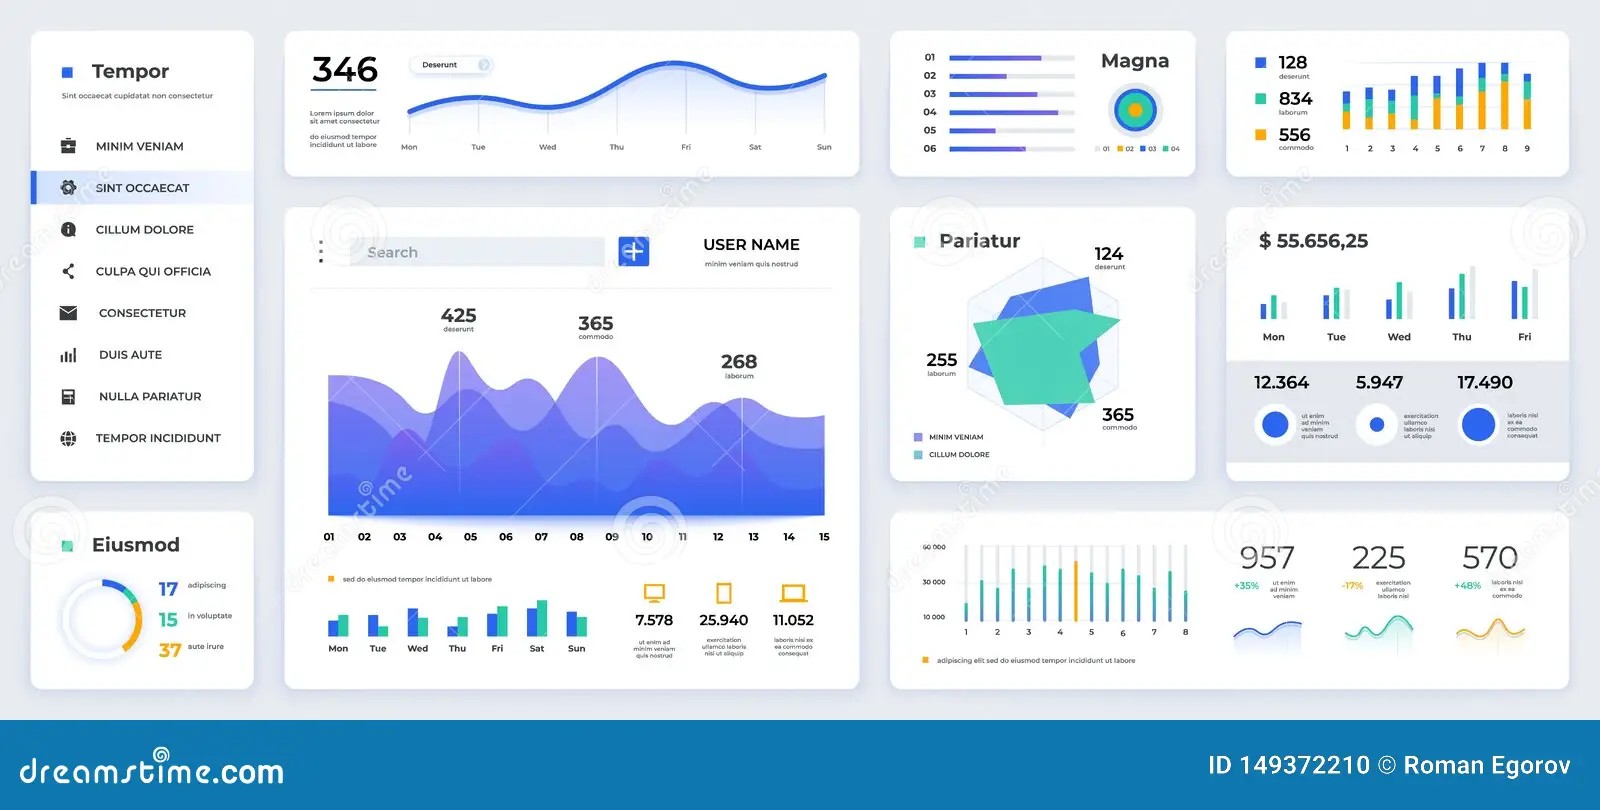 Tempor
Sint occaecat cupidatat non consectetur
MINIM VENIAM
SINT OCCAECAT
CILLUM DOLORE
CULPA QUI OFFICIA
CONSECTETUR
DUIS AUTE
NULLA PARIATUR
TEMPOR INCIDIDUNT
Eiusmod
17 adipiscing
15 in voluptate
37 aute irure
346
Deserunt
Lorem ipsum dolor
sit amet consectetur
do eiusmod tempor
incididunt ut labore
Mon Tue Wed Thu Fri Sat Sun
Search
USER NAME
minim veniam quis nostrud
425
deserunt
365
commodo
268
laborum
01 02 03 04 05 06 07 08 09 10 11 12 13 14 15
sed do eiusmod tempor incididunt ut labore
Mon Tue Wed Thu Fri Sat Sun
7.578 25.940 11.052
ut enim ad
minim veniam
quis nostrud
exercitation
ullamco laboris
nisi ut aliquip
laboris nisi ex
ea commodo
consequat
01
02
03
04
05
06
Magna
01 02 03 04
128
deserunt
834
laborum
556
commodo
1 2 3 4 5 6 7 8 9
Pariatur
124
deserunt
255
laborum
365
commodo
MINIM VENIAM
CILLUM DOLORE
$ 55.656,25
Mon Tue Wed Thu Fri
12.364 5.947 17.490
ut enim
ad minim
veniam
quis nostrud
exercitation
ullamco
laboris nisi
ut aliquip
laboris nisi
ex ea
commodo
consequat
50 000
30 000
10 000
1 2 3 4 5 6 7 8
adipiscing elit sed do eiusmod tempor incididunt ut labore
957 225 570
+35% ut enim
ad minim
veniam
-17% exercitation
ullamco
laboris nisi
+48% laboris nisi
ex ea
commodo
dreamstime.com
ID 149372210 © Roman Egorov